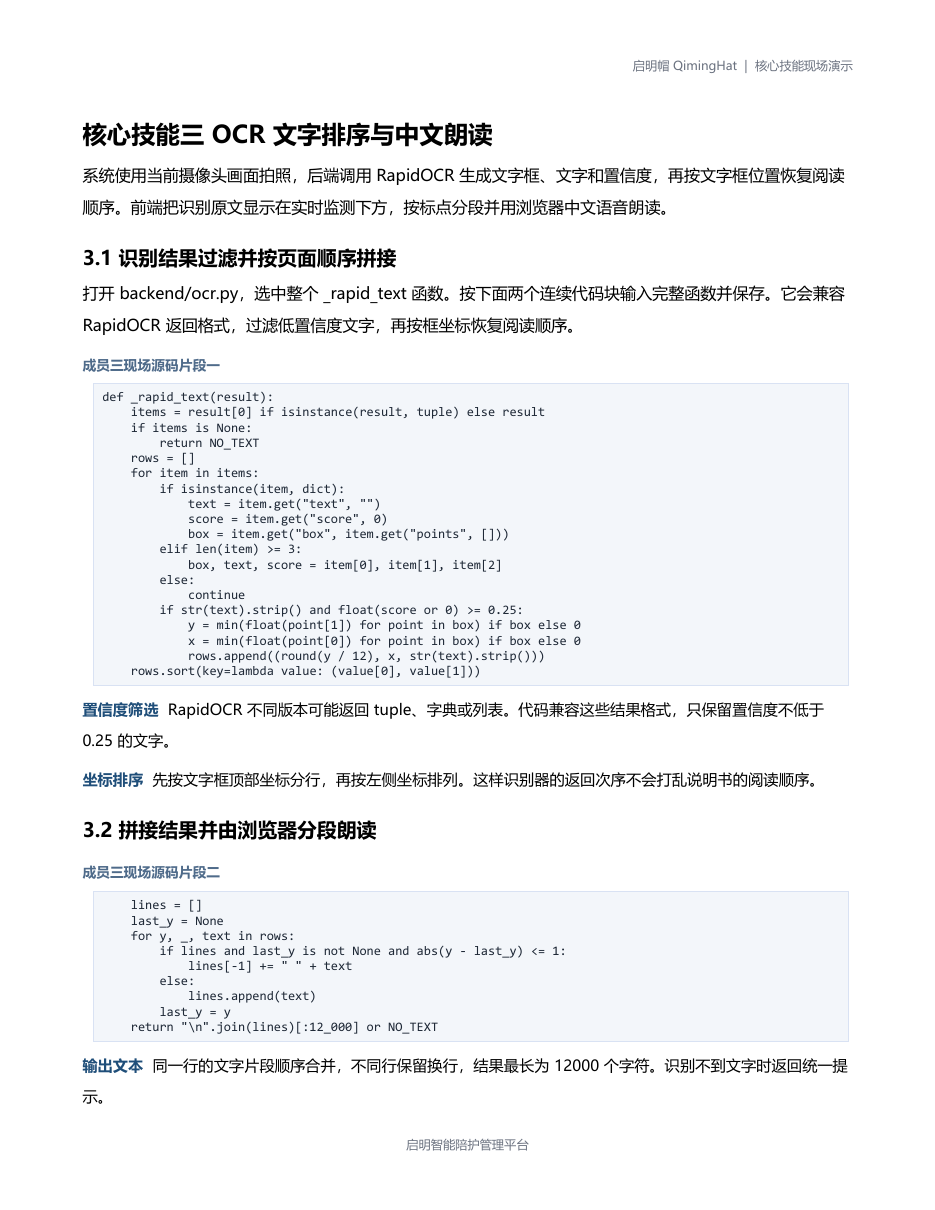 启明帽 QimingHat | 核心技能现场演示
核心技能三 OCR 文字排序与中文朗读
系统使用当前摄像头画面拍照，后端调用 RapidOCR 生成文字框、文字和置信度，再按文字框位置恢复阅读
顺序。前端把识别原文显示在实时监测下方，按标点分段并用浏览器中文语音朗读。
3.1 识别结果过滤并按页面顺序拼接
打开 backend/ocr.py，选中整个 _rapid_text 函数。按下面两个连续代码块输入完整函数并保存。它会兼容
RapidOCR 返回格式，过滤低置信度文字，再按框坐标恢复阅读顺序。
成员三现场源码片段一
def _rapid_text(result):
    items = result[0] if isinstance(result, tuple) else result
    if items is None:
        return NO_TEXT
    rows = []
    for item in items:
        if isinstance(item, dict):
            text = item.get("text", "")
            score = item.get("score", 0)
            box = item.get("box", item.get("points", []))
        elif len(item) >= 3:
            box, text, score = item[0], item[1], item[2]
        else:
            continue
        if str(text).strip() and float(score or 0) >= 0.25:
            y = min(float(point[1]) for point in box) if box else 0
            x = min(float(point[0]) for point in box) if box else 0
            rows.append((round(y / 12), x, str(text).strip()))
    rows.sort(key=lambda value: (value[0], value[1]))
置信度筛选 RapidOCR 不同版本可能返回 tuple、字典或列表。代码兼容这些结果格式，只保留置信度不低于
0.25 的文字。
坐标排序 先按文字框顶部坐标分行，再按左侧坐标排列。这样识别器的返回次序不会打乱说明书的阅读顺序。
3.2 拼接结果并由浏览器分段朗读
成员三现场源码片段二
    lines = []
    last_y = None
    for y, _, text in rows:
        if lines and last_y is not None and abs(y - last_y) <= 1:
            lines[-1] += " " + text
        else:
            lines.append(text)
        last_y = y
    return "\n".join(lines)[:12_000] or NO_TEXT
输出文本 同一行的文字片段顺序合并，不同行保留换行，结果最长为 12000 个字符。识别不到文字时返回统一提
示。
启明智能陪护管理平台